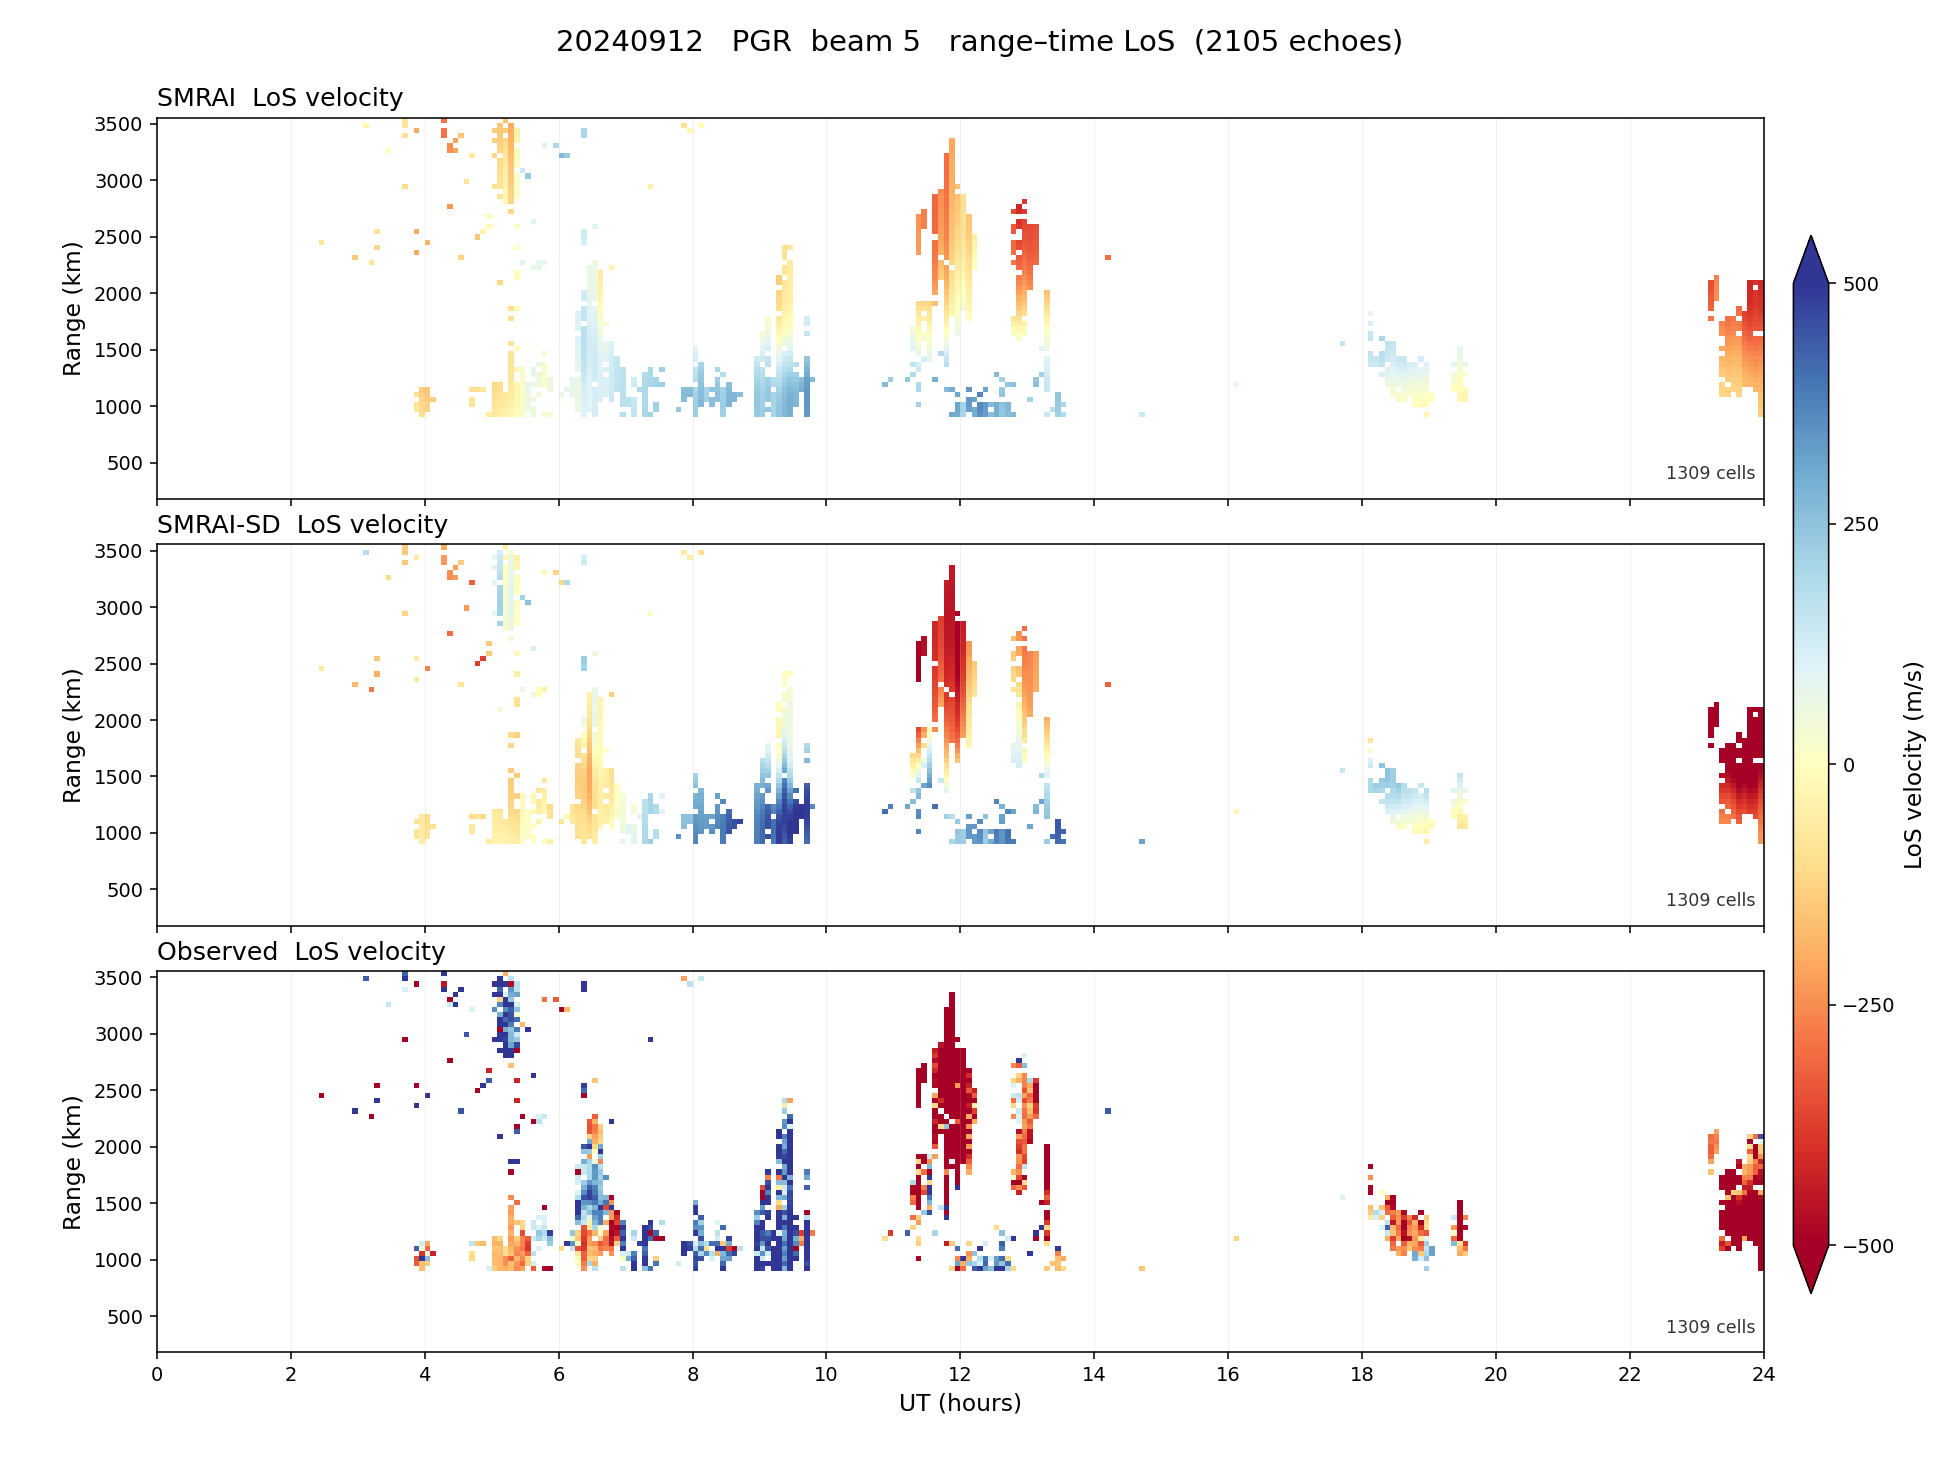 20240912   PGR  beam 5   range–time LoS  (2105 echoes)
SMRAI  LoS velocity
3500
3000
2500
2000
1500
1000
500
Range (km)
1309 cells
SMRAI-SD  LoS velocity
3500
3000
2500
2000
1500
1000
500
Range (km)
1309 cells
Observed  LoS velocity
3500
3000
2500
2000
1500
1000
500
Range (km)
1309 cells
0 2 4 6 8 10 12 14 16 18 20 22 24
UT (hours)
500
250
0
−250
−500
LoS velocity (m/s)